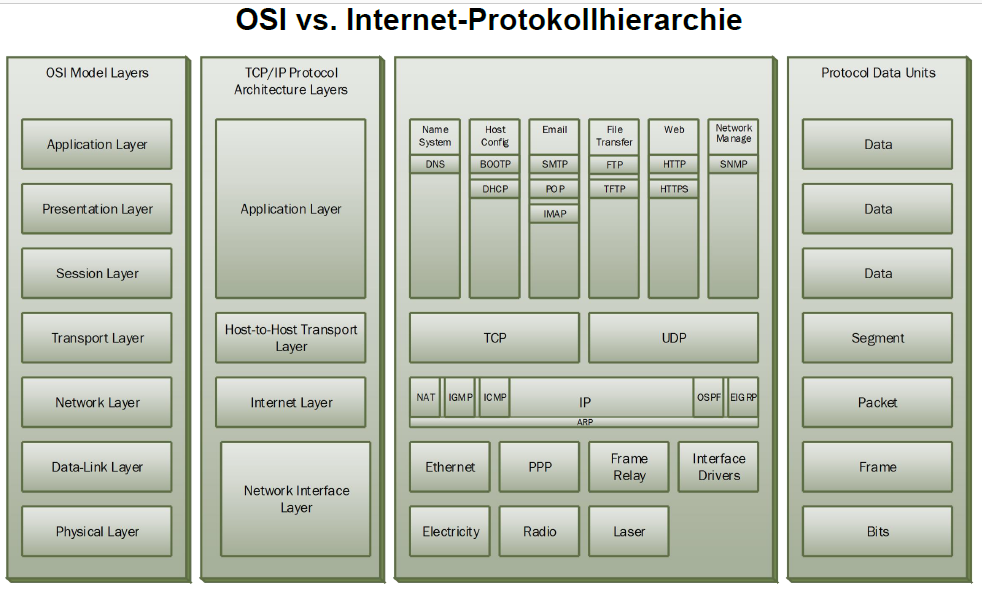 OSI vs. Internet-Protokollhierarchie
OSI Model Layers
Application Layer
Presentation Layer
Session Layer
Transport Layer
Network Layer
Data-Link Layer
Physical Layer
TCP/IP Protocol
Architecture Layers
Application Layer
Host-to-Host Transport
Layer
Internet Layer
Network Interface
Layer
Name
System
DNS
Host
Config
BOOTP
DHCP
Email
SMTP
POP
IMAP
File
Transfer
FTP
TFTP
Web
HTTP
HTTPS
Network
Manage
SNMP
TCP
UDP
NAT
IGMP
ICMP
IP
OSPF
EIGRP
ARP
Ethernet
PPP
Frame
Relay
Interface
Drivers
Electricity
Radio
Laser
Protocol Data Units
Data
Data
Data
Segment
Packet
Frame
Bits